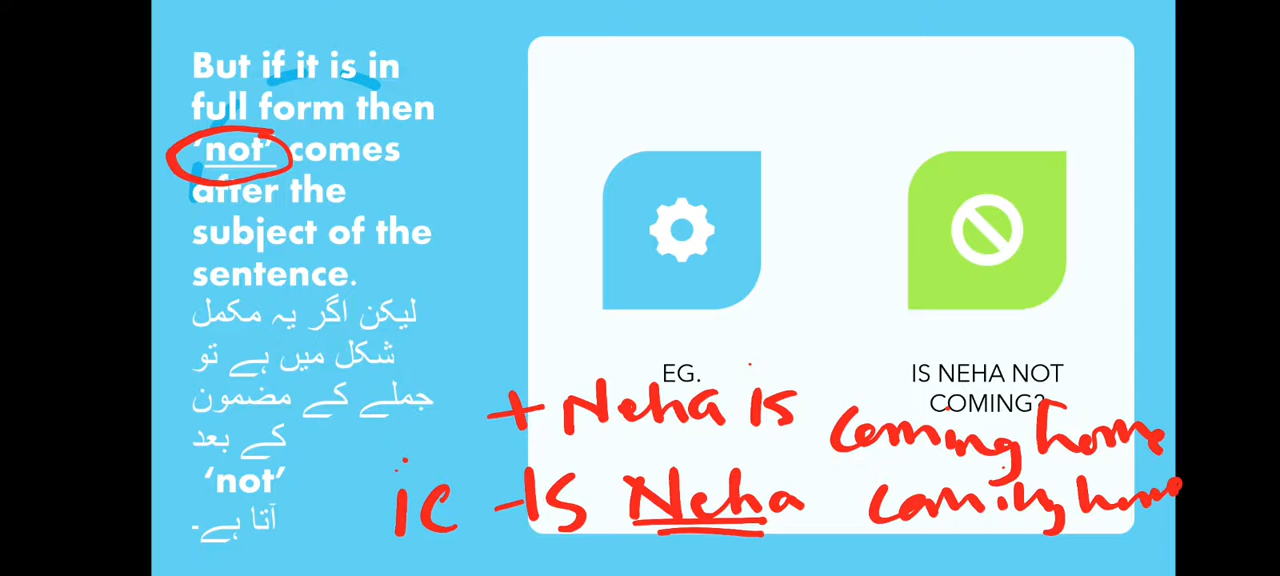 But if it is in
full form then
‘not’ comes
after the
subject of the
sentence.
لیکن اگر یہ مکمل
شکل میں ہے تو
جملے کے مضمون
کے بعد
‘not’
آتا ہے۔
EG.
IS NEHA NOT
COMING?
+ Neha is coming home
ic - Is Neha coming home